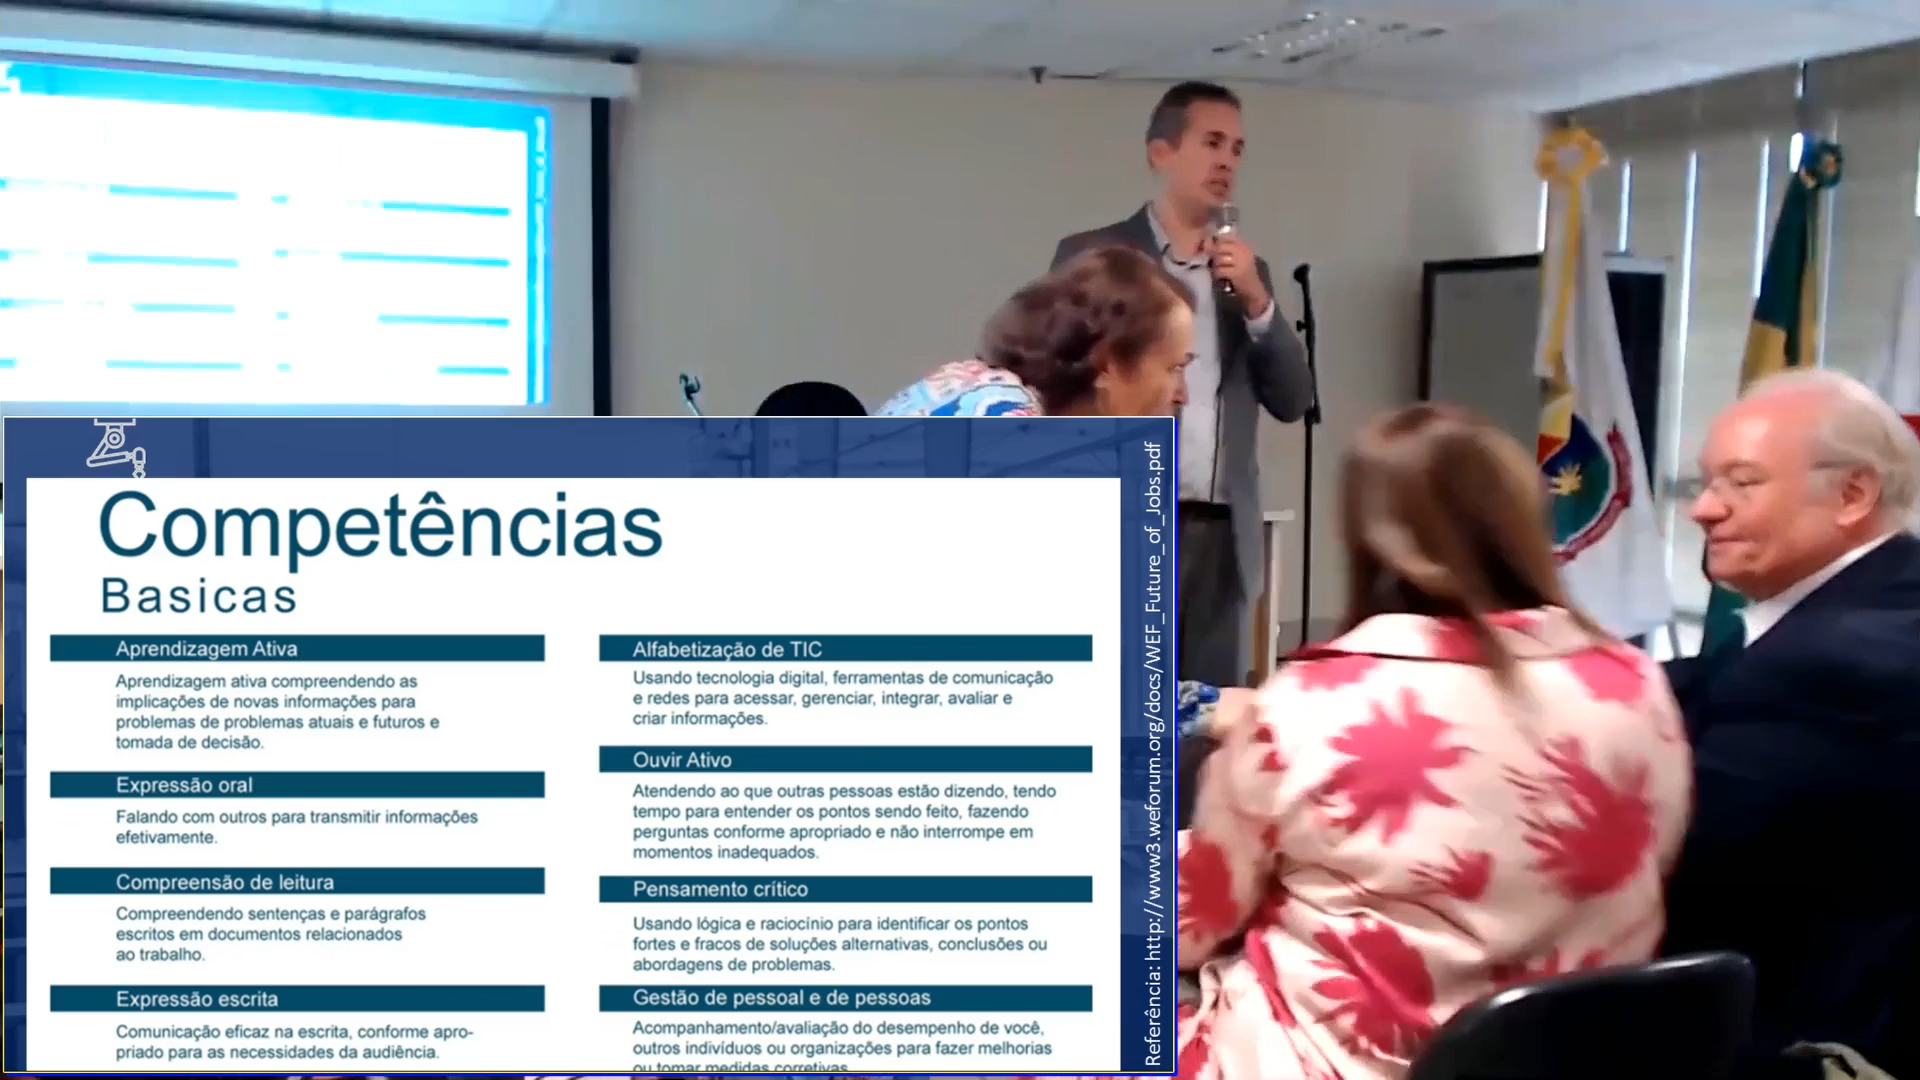 Competências
Basicas
Aprendizagem Ativa
Aprendizagem ativa compreendendo as
implicações de novas informações para
problemas de problemas atuais e futuros e
tomada de decisão.
Expressão oral
Falando com outros para transmitir informações
efetivamente.
Compreensão de leitura
Compreendendo sentenças e parágrafos
escritos em documentos relacionados
ao trabalho.
Expressão escrita
Comunicação eficaz na escrita, conforme apro-
priado para as necessidades da audiência.
Alfabetização de TIC
Usando tecnologia digital, ferramentas de comunicação
e redes para acessar, gerenciar, integrar, avaliar e
criar informações.
Ouvir Ativo
Atendendo ao que outras pessoas estão dizendo, tendo
tempo para entender os pontos sendo feito, fazendo
perguntas conforme apropriado e não interrompe em
momentos inadequados.
Pensamento crítico
Usando lógica e raciocínio para identificar os pontos
fortes e fracos de soluções alternativas, conclusões ou
abordagens de problemas.
Gestão de pessoal e de pessoas
Acompanhamento/avaliação do desempenho de você,
outros indivíduos ou organizações para fazer melhorias
ou tomar medidas corretivas
Referência: http://www3.weforum.org/docs/WEF_Future_of_Jobs.pdf